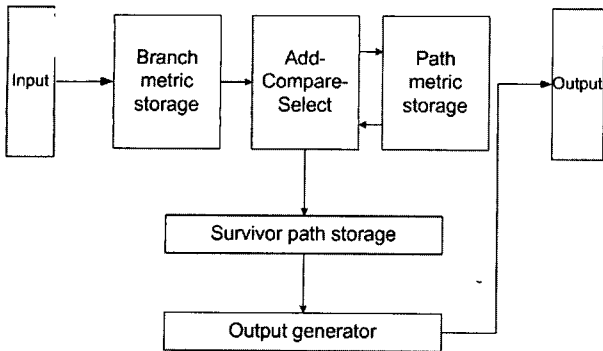 Input
Branch
metric
storage
Add-
Compare-
Select
Path
metric
storage
Output
Survivor path storage
Output generator